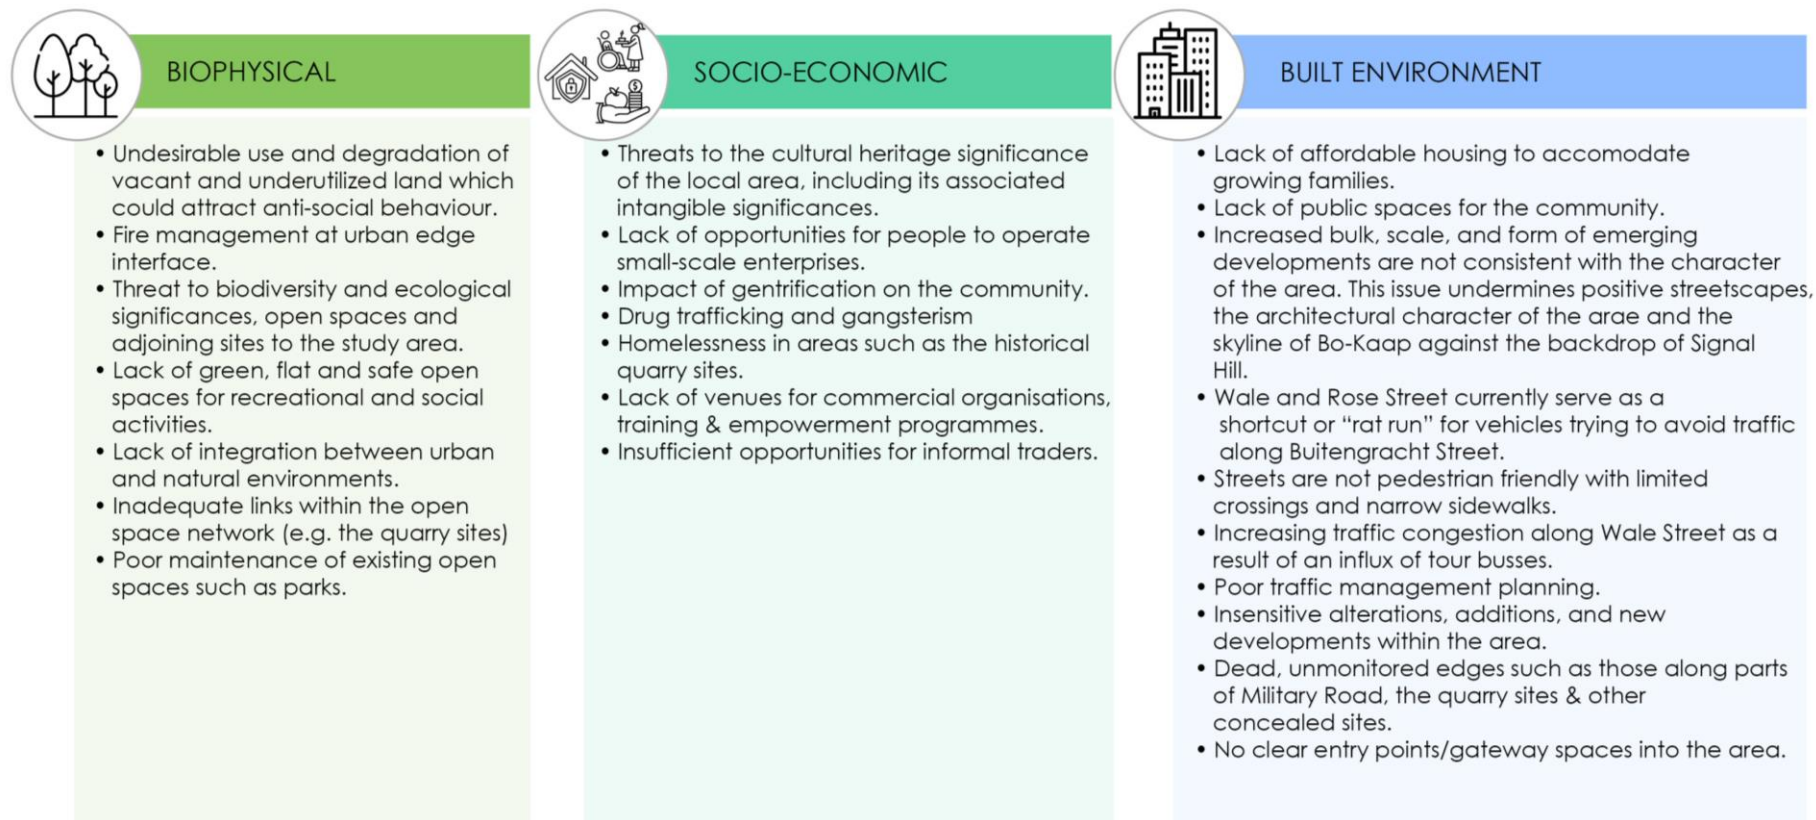 BIOPHYSICAL
• Undesirable use and degradation of
vacant and underutilized land which
could attract anti-social behaviour.
• Fire management at urban edge
interface.
• Threat to biodiversity and ecological
significances, open spaces and
adjoining sites to the study area.
• Lack of green, flat and safe open
spaces for recreational and social
activities.
• Lack of integration between urban
and natural environments.
• Inadequate links within the open
space network (e.g. the quarry sites)
• Poor maintenance of existing open
spaces such as parks.
SOCIO-ECONOMIC
• Threats to the cultural heritage significance
of the local area, including its associated
intangible significances.
• Lack of opportunities for people to operate
small-scale enterprises.
• Impact of gentrification on the community.
• Drug trafficking and gangsterism
• Homelessness in areas such as the historical
quarry sites.
• Lack of venues for commercial organisations,
training & empowerment programmes.
• Insufficient opportunities for informal traders.
BUILT ENVIRONMENT
• Lack of affordable housing to accomodate
growing families.
• Lack of public spaces for the community.
• Increased bulk, scale, and form of emerging
developments are not consistent with the character
of the area. This issue undermines positive streetscapes,
the architectural character of the arae and the
skyline of Bo-Kaap against the backdrop of Signal
Hill.
• Wale and Rose Street currently serve as a
shortcut or “rat run” for vehicles trying to avoid traffic
along Buitengracht Street.
• Streets are not pedestrian friendly with limited
crossings and narrow sidewalks.
• Increasing traffic congestion along Wale Street as a
result of an influx of tour busses.
• Poor traffic management planning.
• Insensitive alterations, additions, and new
developments within the area.
• Dead, unmonitored edges such as those along parts
of Military Road, the quarry sites & other
concealed sites.
• No clear entry points/gateway spaces into the area.